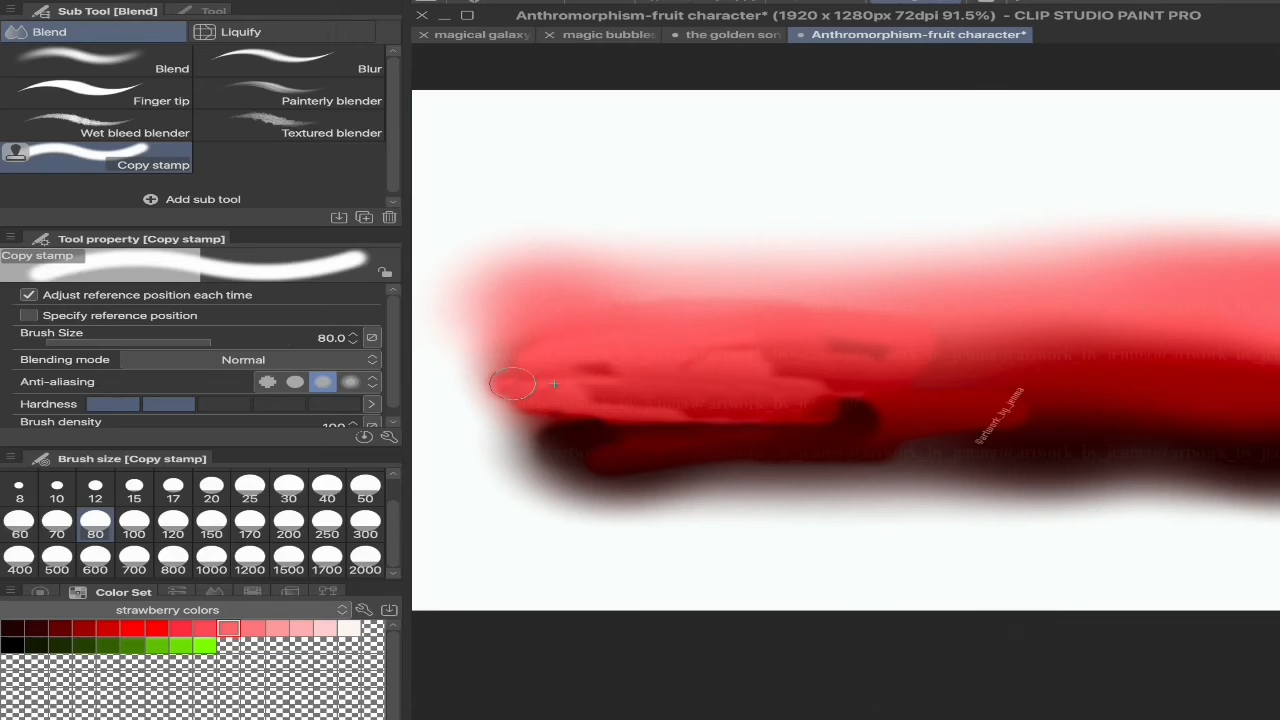 Sub Tool [Blend]
Tool
Blend
Liquify
Blend
Blur
Finger tip
Painterly blender
Wet bleed blender
Textured blender
Copy stamp
Add sub tool
Tool property [Copy stamp]
Copy stamp
Adjust reference position each time
Specify reference position
Brush Size
80.0
Blending mode
Normal
Anti-aliasing
Hardness
Brush density
100
Brush size [Copy stamp]
8 10 12 15 17 20 25 30 40 50
60 70 80 100 120 150 170 200 250 300
400 500 600 700 800 1000 1200 1500 1700 2000
Color Set
strawberry colors
Anthromorphism-fruit character* (1920 x 1280px 72dpi 91.5%) - CLIP STUDIO PAINT PRO
magical galaxy
magic bubbles
the golden son
Anthromorphism-fruit character*
@artwork_by_jenna